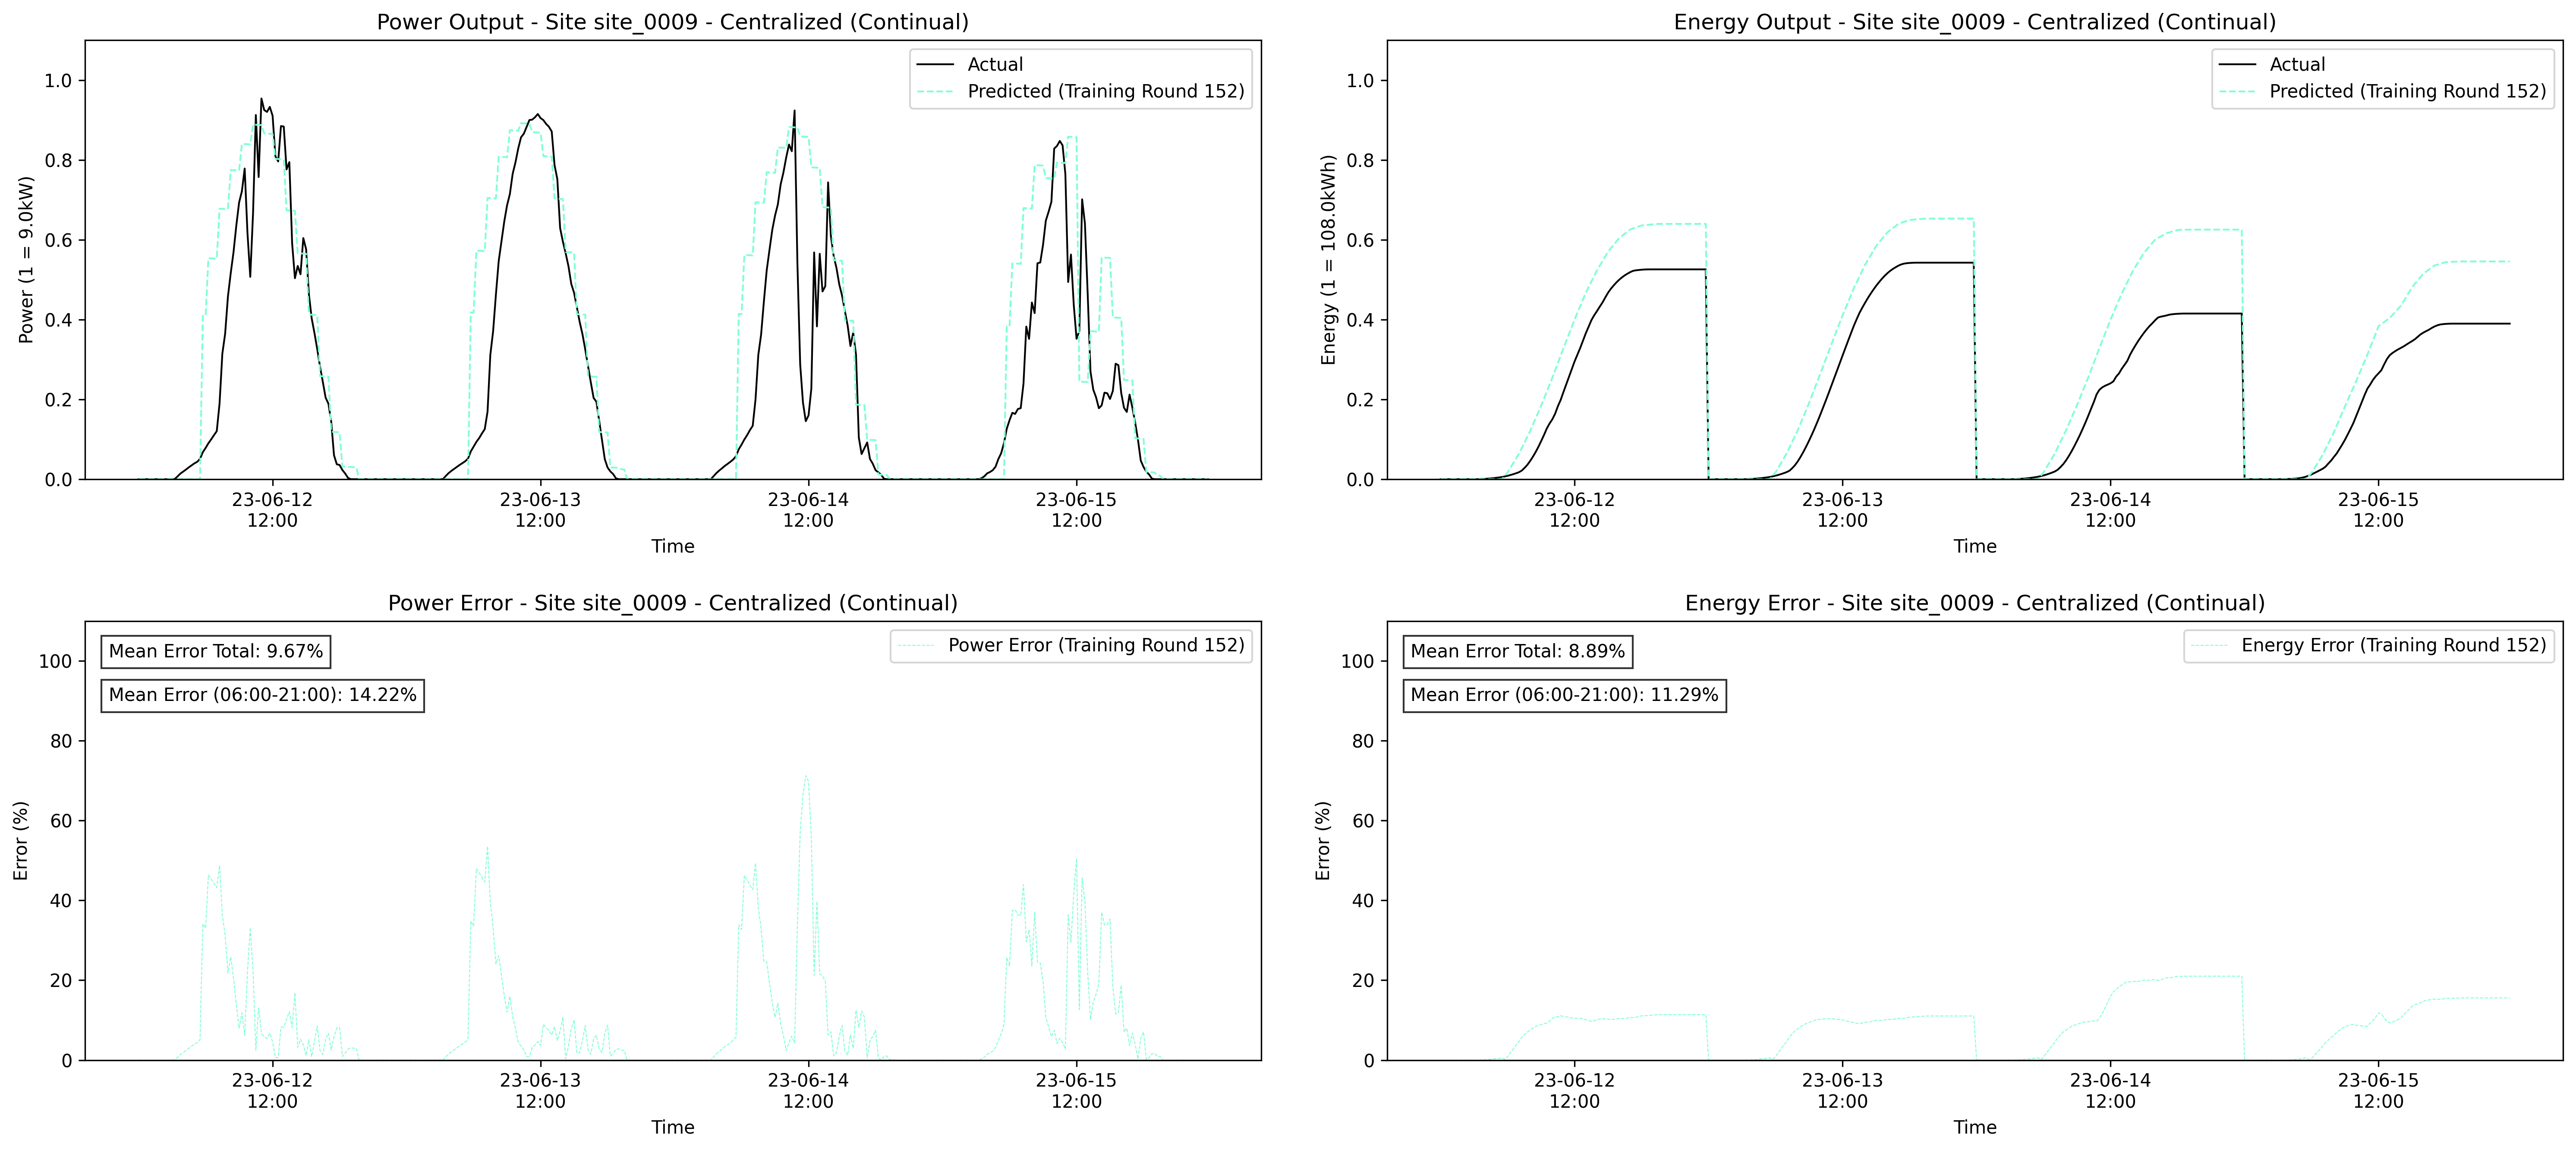 Power Output - Site site_0009 - Centralized (Continual)
Power (1 = 9.0kW)
1.0
0.8
0.6
0.4
0.2
0.0
Actual
Predicted (Training Round 152)
23-06-12
12:00
23-06-13
12:00
23-06-14
12:00
23-06-15
12:00
Time
Energy Output - Site site_0009 - Centralized (Continual)
Energy (1 = 108.0kWh)
1.0
0.8
0.6
0.4
0.2
0.0
Actual
Predicted (Training Round 152)
23-06-12
12:00
23-06-13
12:00
23-06-14
12:00
23-06-15
12:00
Time
Power Error - Site site_0009 - Centralized (Continual)
Error (%)
100
80
60
40
20
0
Mean Error Total: 9.67%
Mean Error (06:00-21:00): 14.22%
Power Error (Training Round 152)
23-06-12
12:00
23-06-13
12:00
23-06-14
12:00
23-06-15
12:00
Time
Energy Error - Site site_0009 - Centralized (Continual)
Error (%)
100
80
60
40
20
0
Mean Error Total: 8.89%
Mean Error (06:00-21:00): 11.29%
Energy Error (Training Round 152)
23-06-12
12:00
23-06-13
12:00
23-06-14
12:00
23-06-15
12:00
Time